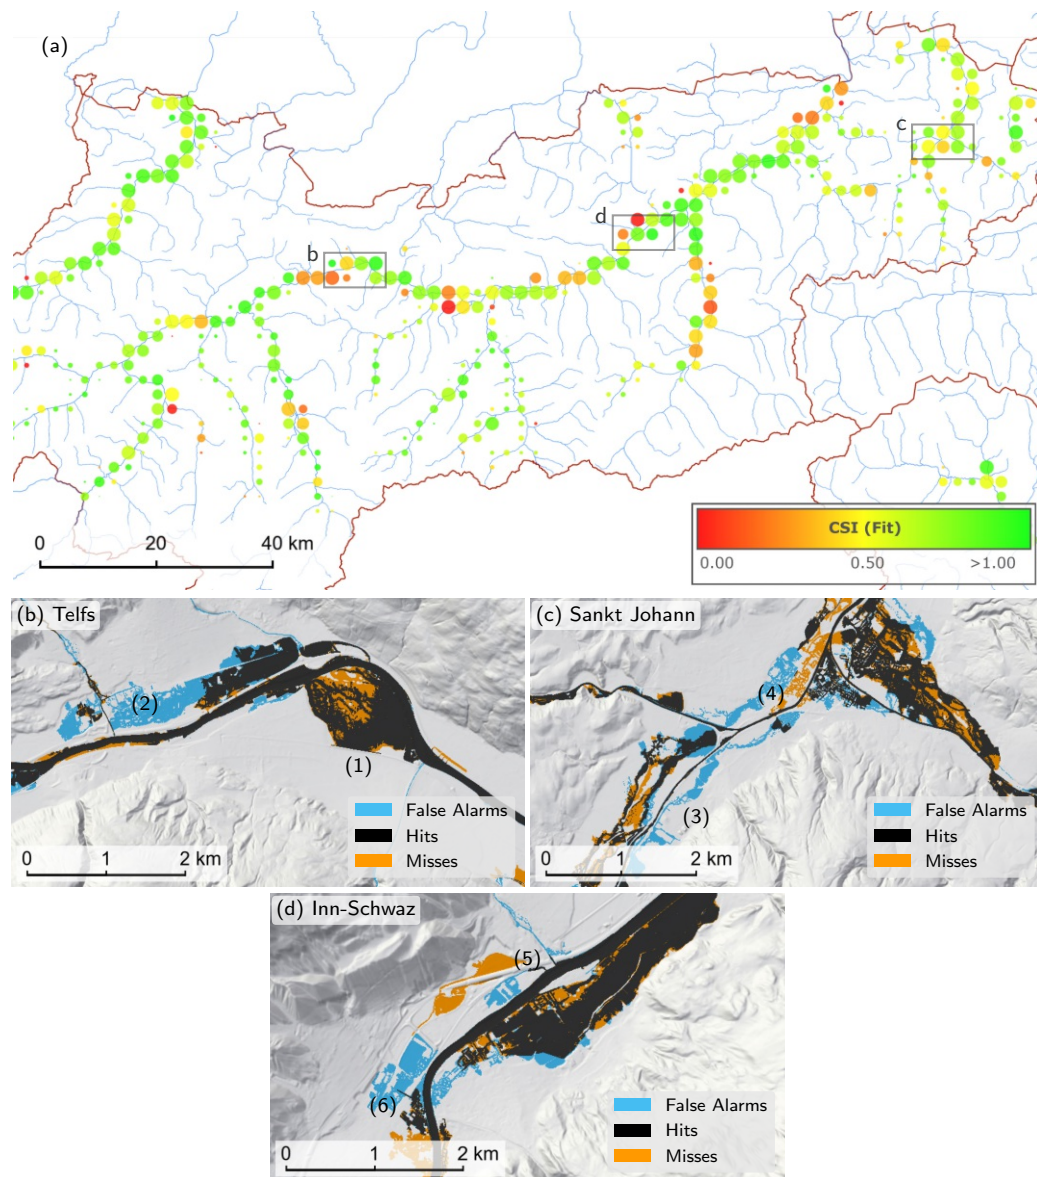 (a)
c
d
b
0 20 40 km
CSI (Fit)
0.00 0.50 >1.00
(b) Telfs
(2)
(1)
False Alarms
Hits
Misses
0 1 2 km
(c) Sankt Johann
(4)
(3)
False Alarms
Hits
Misses
0 1 2 km
(d) Inn-Schwaz
(5)
(6)
False Alarms
Hits
Misses
0 1 2 km